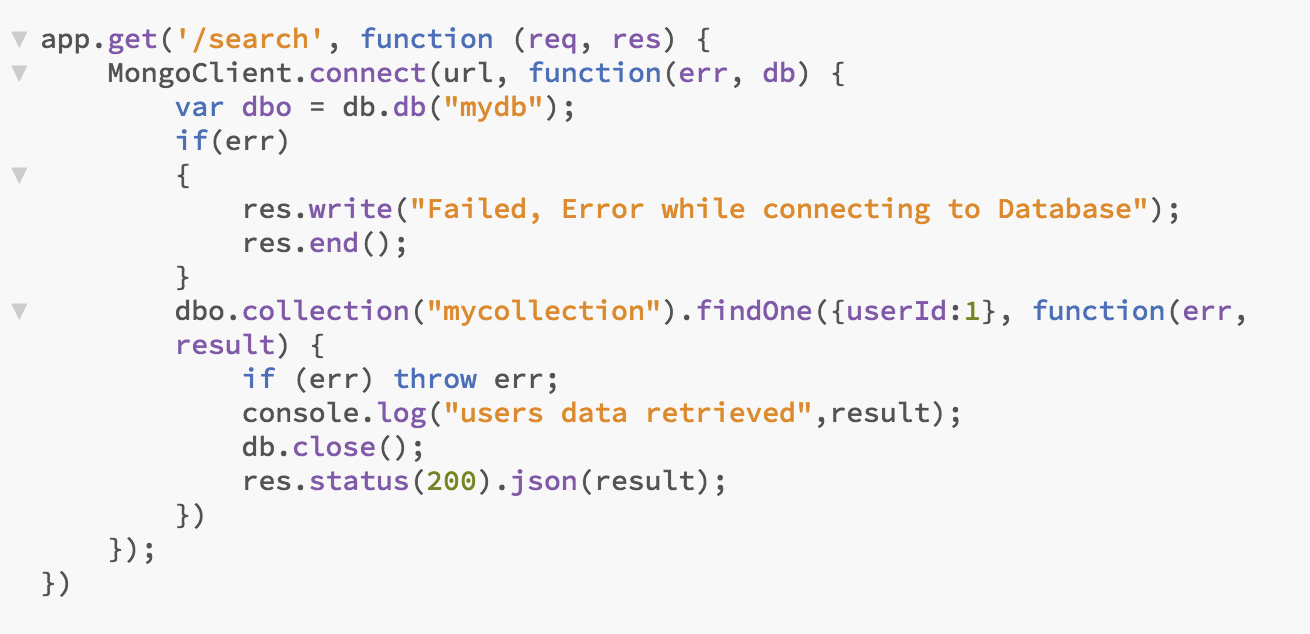 app.get('/search', function (req, res) {
    MongoClient.connect(url, function(err, db) {
        var dbo = db.db("mydb");
        if(err)
        {
            res.write("Failed, Error while connecting to Database");
            res.end();
        }
        dbo.collection("mycollection").findOne({userId:1}, function(err,
        result) {
            if (err) throw err;
            console.log("users data retrieved",result);
            db.close();
            res.status(200).json(result);
        })
    });
})